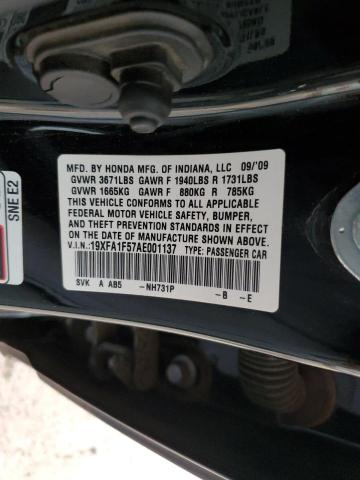 MFD. BY HONDA MFG. OF INDIANA, LLC 09/'09
GVWR 3671LBS GAWR F 1940LBS R 1731LBS
GVWR 1665KG GAWR F 880KG R 785KG
THIS VEHICLE CONFORMS TO ALL APPLICABLE
FEDERAL MOTOR VEHICLE SAFETY, BUMPER,
AND THEFT PREVENTION STANDARDS IN
EFFECT ON THE DATE OF MANUFACTURE
SHOWN ABOVE.
V.I.N.:19XFA1F57AE001137 TYPE: PASSENGER CAR
SVK A AB5 -NH731P -B -E
SNE E2